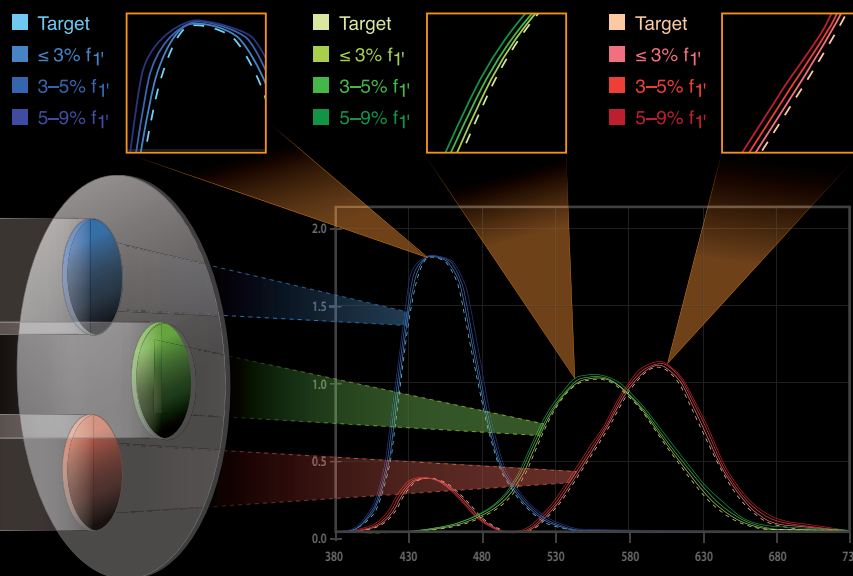 Target
≤ 3% f1'
3–5% f1'
5–9% f1'
Target
≤ 3% f1'
3–5% f1'
5–9% f1'
Target
≤ 3% f1'
3–5% f1'
5–9% f1'
2.0
1.5
1.0
0.5
0.0
380 430 480 530 580 630 680